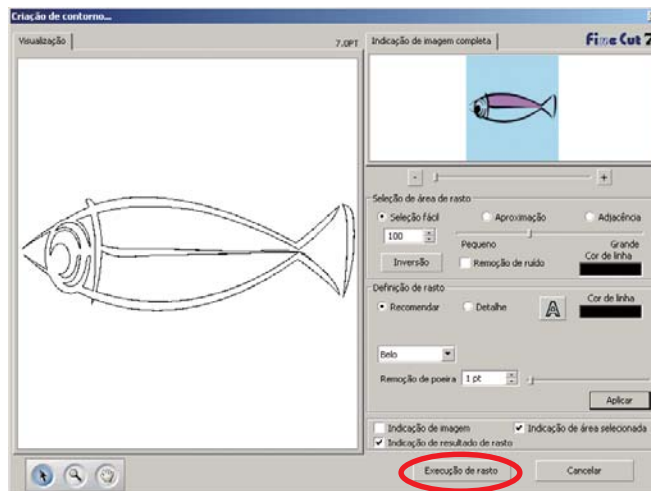 Criação de contorno...
Visualização
7.0PT
Indicação de imagem completa
Fine Cut 7
-
+
Seleção de área de rasto
Seleção fácil
Aproximação
Adjacência
100
Pequeno
Grande
Inversão
Remoção de ruído
Cor de linha
Definição de rasto
Recomendar
Detalhe
A
Cor de linha
Belo
Remoção de poeira
1 pt
Aplicar
Indicação de imagem
Indicação de área selecionada
Indicação de resultado de rasto
Execução de rasto
Cancelar